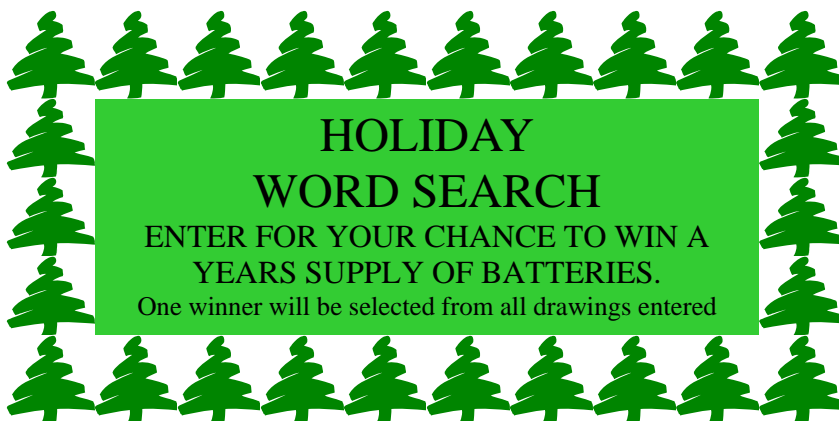 HOLIDAY
WORD SEARCH
ENTER FOR YOUR CHANCE TO WIN A
YEARS SUPPLY OF BATTERIES.
One winner will be selected from all drawings entered